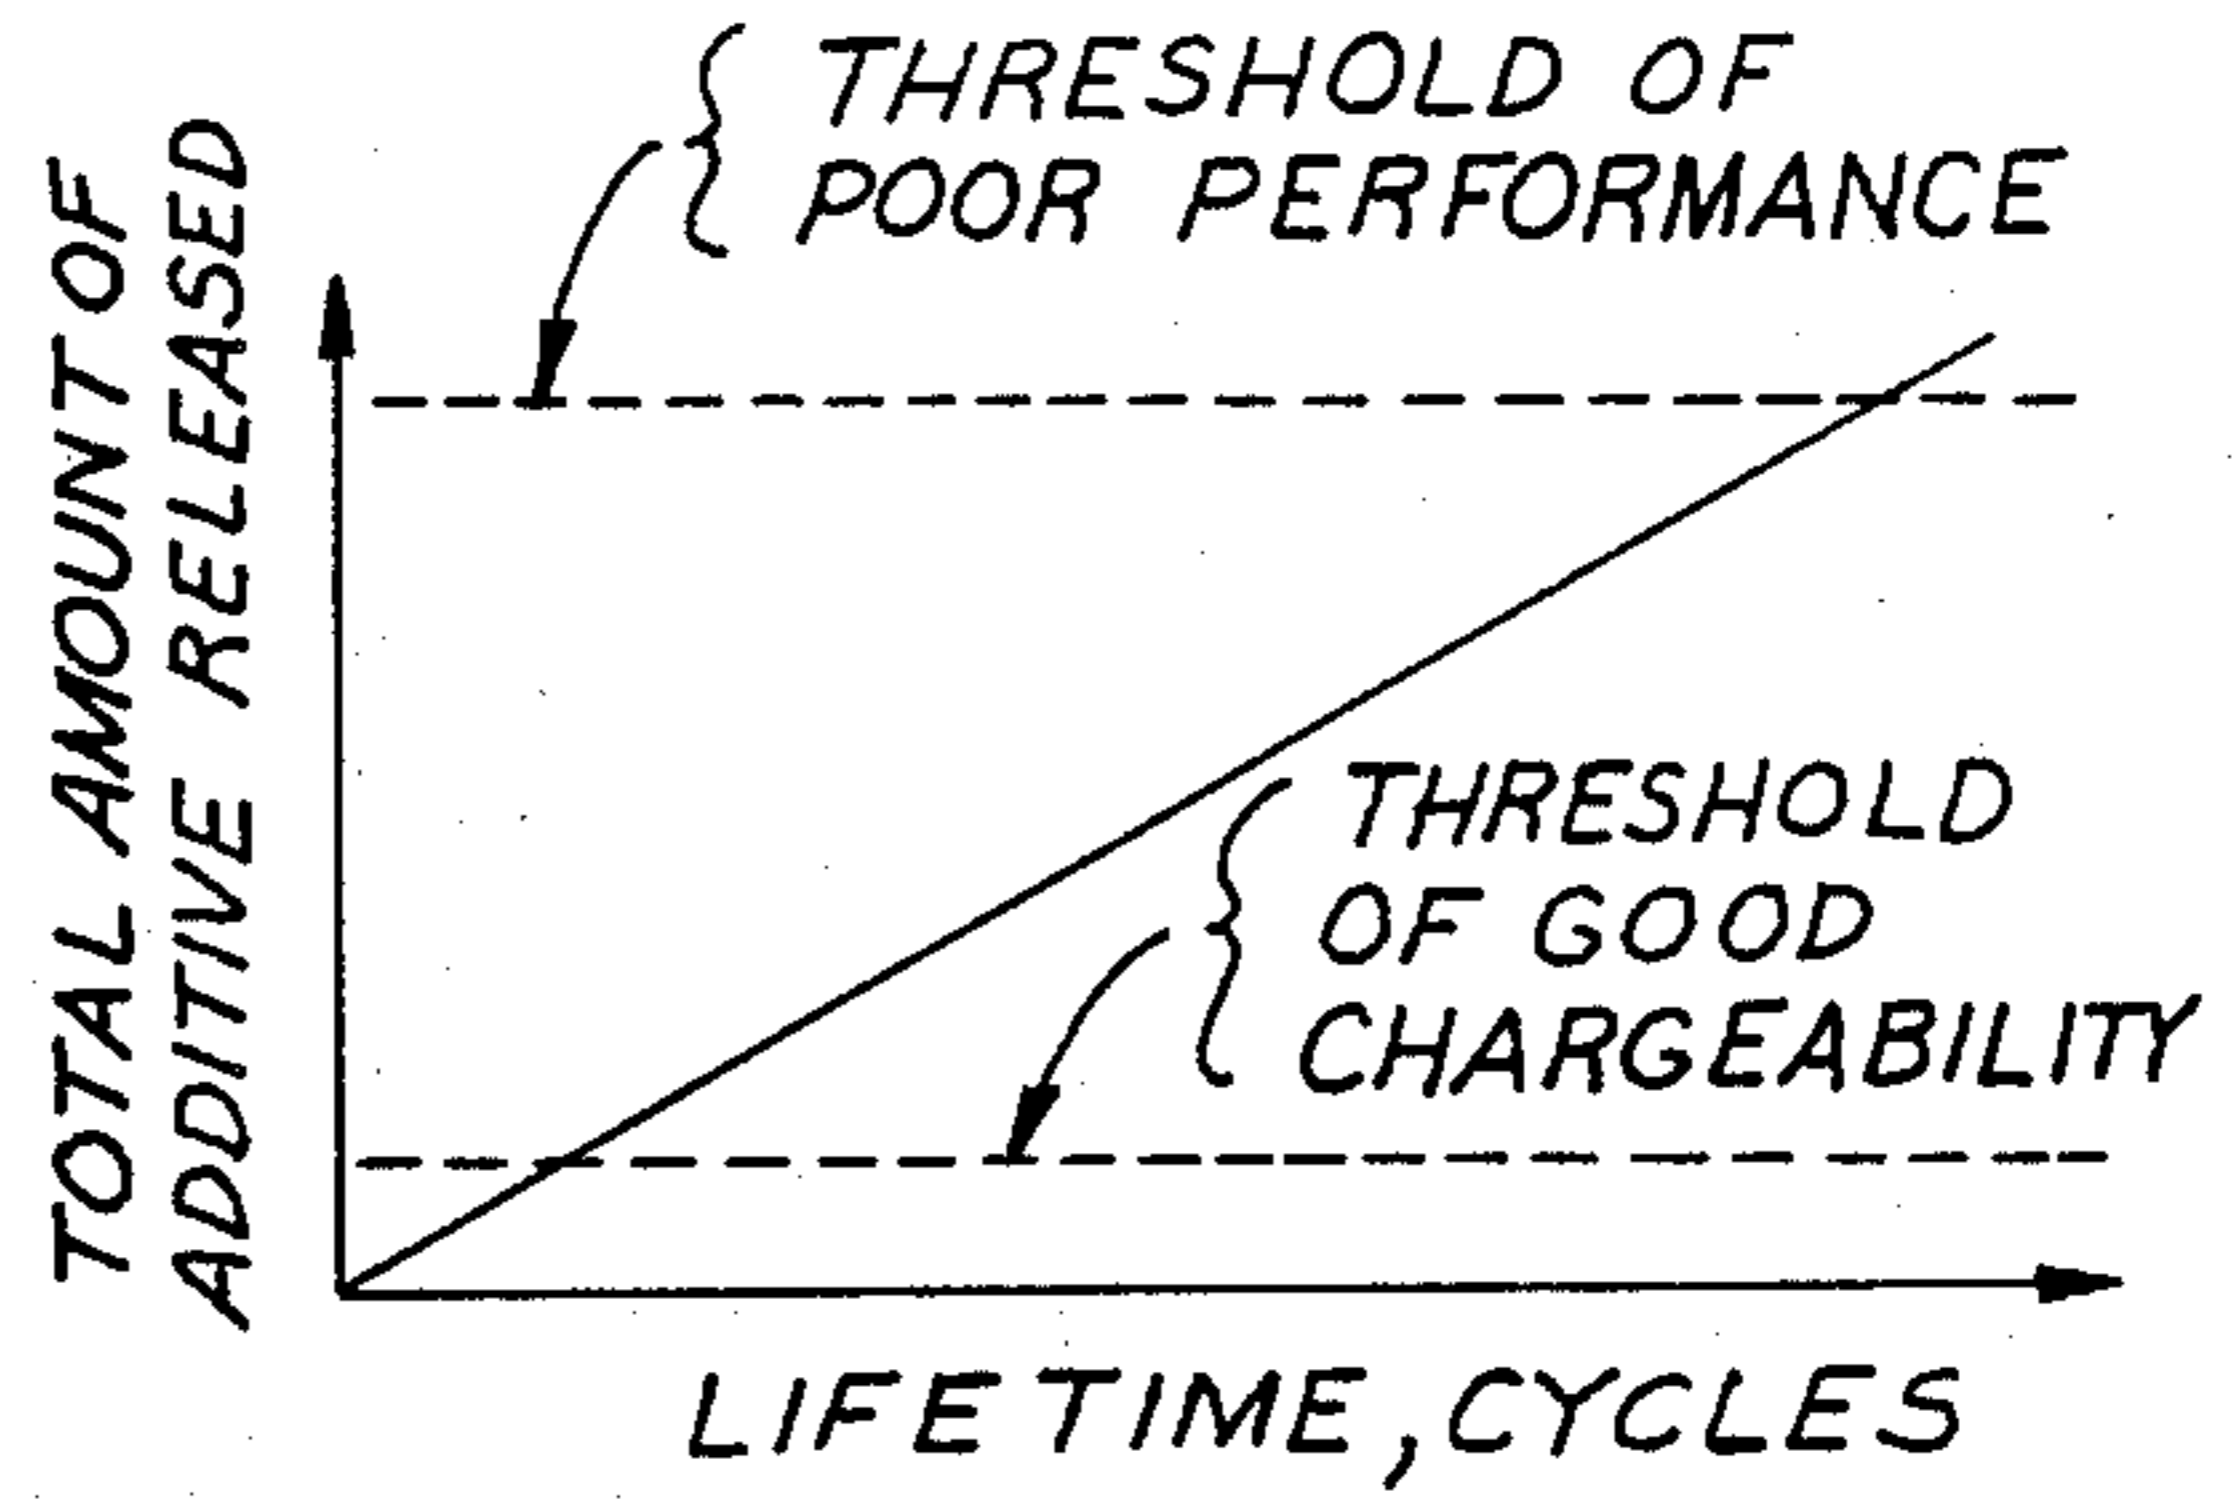 THRESHOLD OF
POOR PERFORMANCE
TOTAL AMOUNT OF
ADDITIVE RELEASED
THRESHOLD
OF GOOD
CHARGEABILITY
LIFETIME, CYCLES